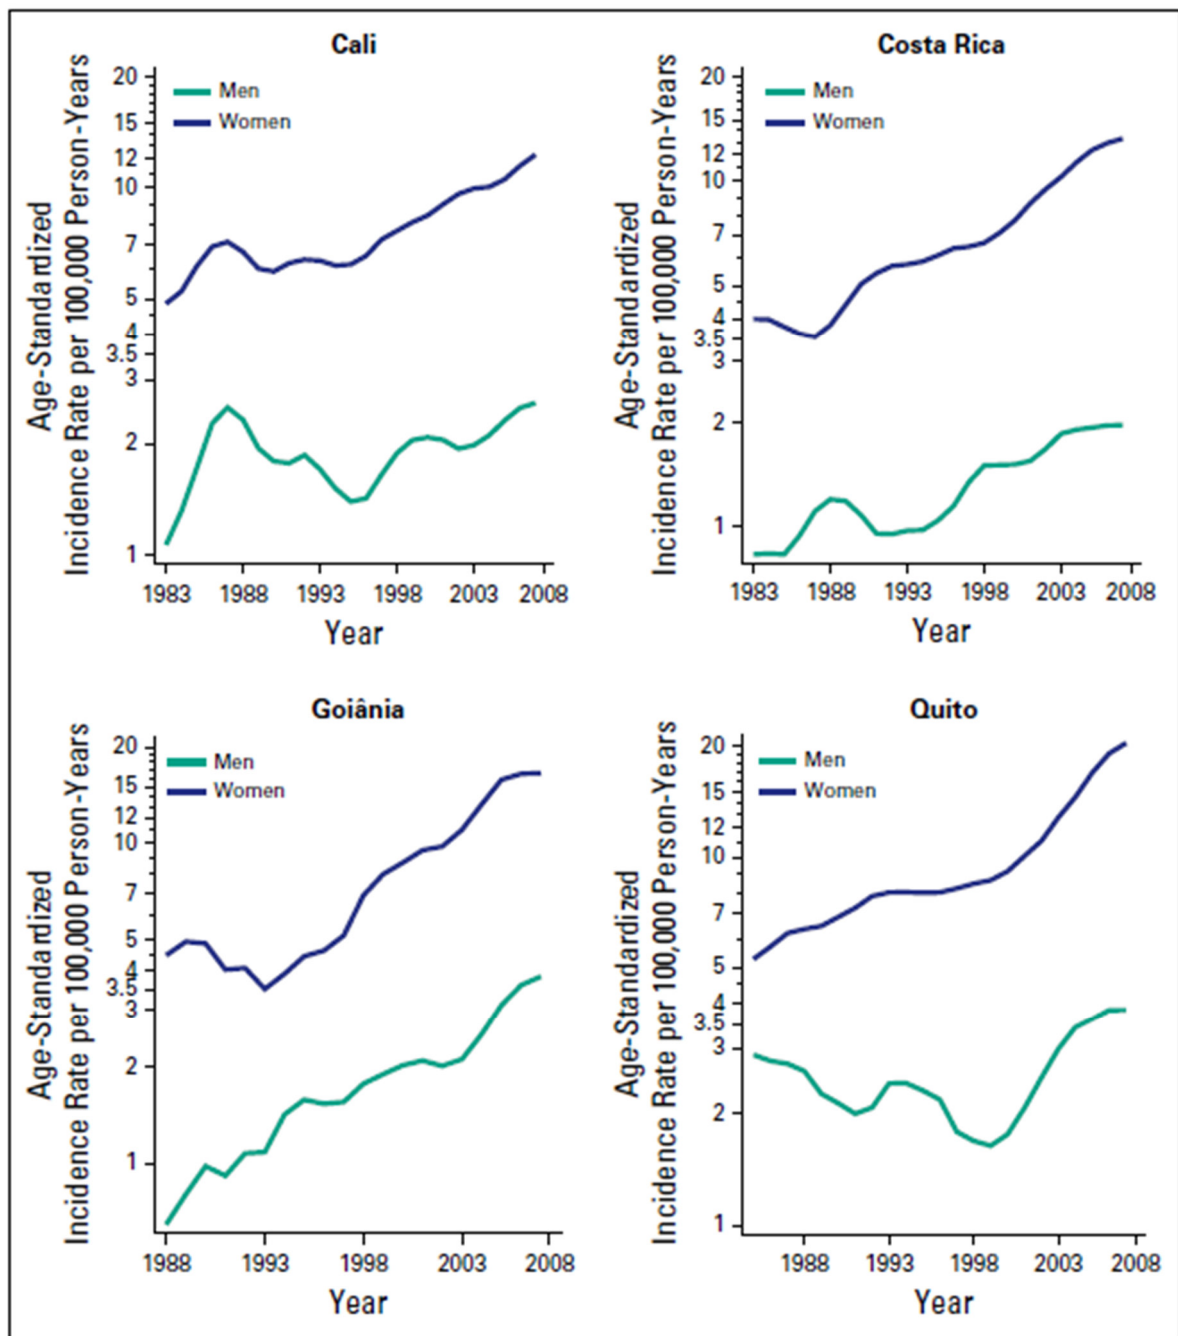 Cali
Age-Standardized
Incidence Rate per 100,000 Person-Years
20
15
12
10
7
5
4
3.5
3
2
1
Men
Women
1983 1988 1993 1998 2003 2008
Year
Costa Rica
Age-Standardized
Incidence Rate per 100,000 Person-Years
20
15
12
10
7
5
4
3.5
3
2
1
Men
Women
1983 1988 1993 1998 2003 2008
Year
Goiânia
Age-Standardized
Incidence Rate per 100,000 Person-Years
20
15
12
10
7
5
4
3.5
3
2
1
Men
Women
1988 1993 1998 2003 2008
Year
Quito
Age-Standardized
Incidence Rate per 100,000 Person-Years
20
15
12
10
7
5
4
3.5
3
2
1
Men
Women
1988 1993 1998 2003 2008
Year